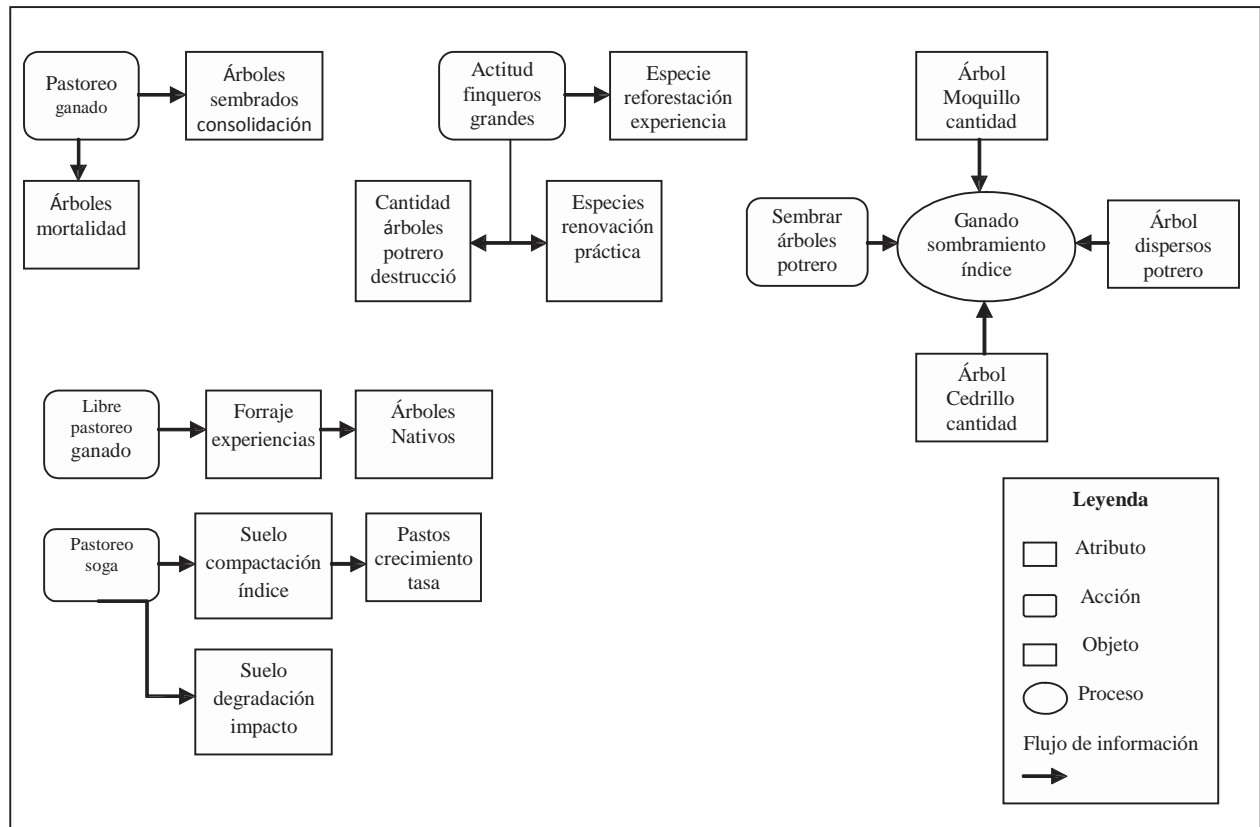 Pastoreo
ganado
Árboles
sembrados
consolidación
Árboles
mortalidad
Actitud
finqueros
grandes
Especie
reforestación
experiencia
Cantidad
árboles
potrero
destrucció
Especies
renovación
práctica
Árbol
Moquillo
cantidad
Sembrar
árboles
potrero
Ganado
sombramiento
índice
Árbol
dispersos
potrero
Árbol
Cedrillo
cantidad
Libre
pastoreo
ganado
Forraje
experiencias
Árboles
Nativos
Pastoreo
soga
Suelo
compactación
índice
Pastos
crecimiento
tasa
Suelo
degradación
impacto
Leyenda
Atributo
Acción
Objeto
Proceso
Flujo de información